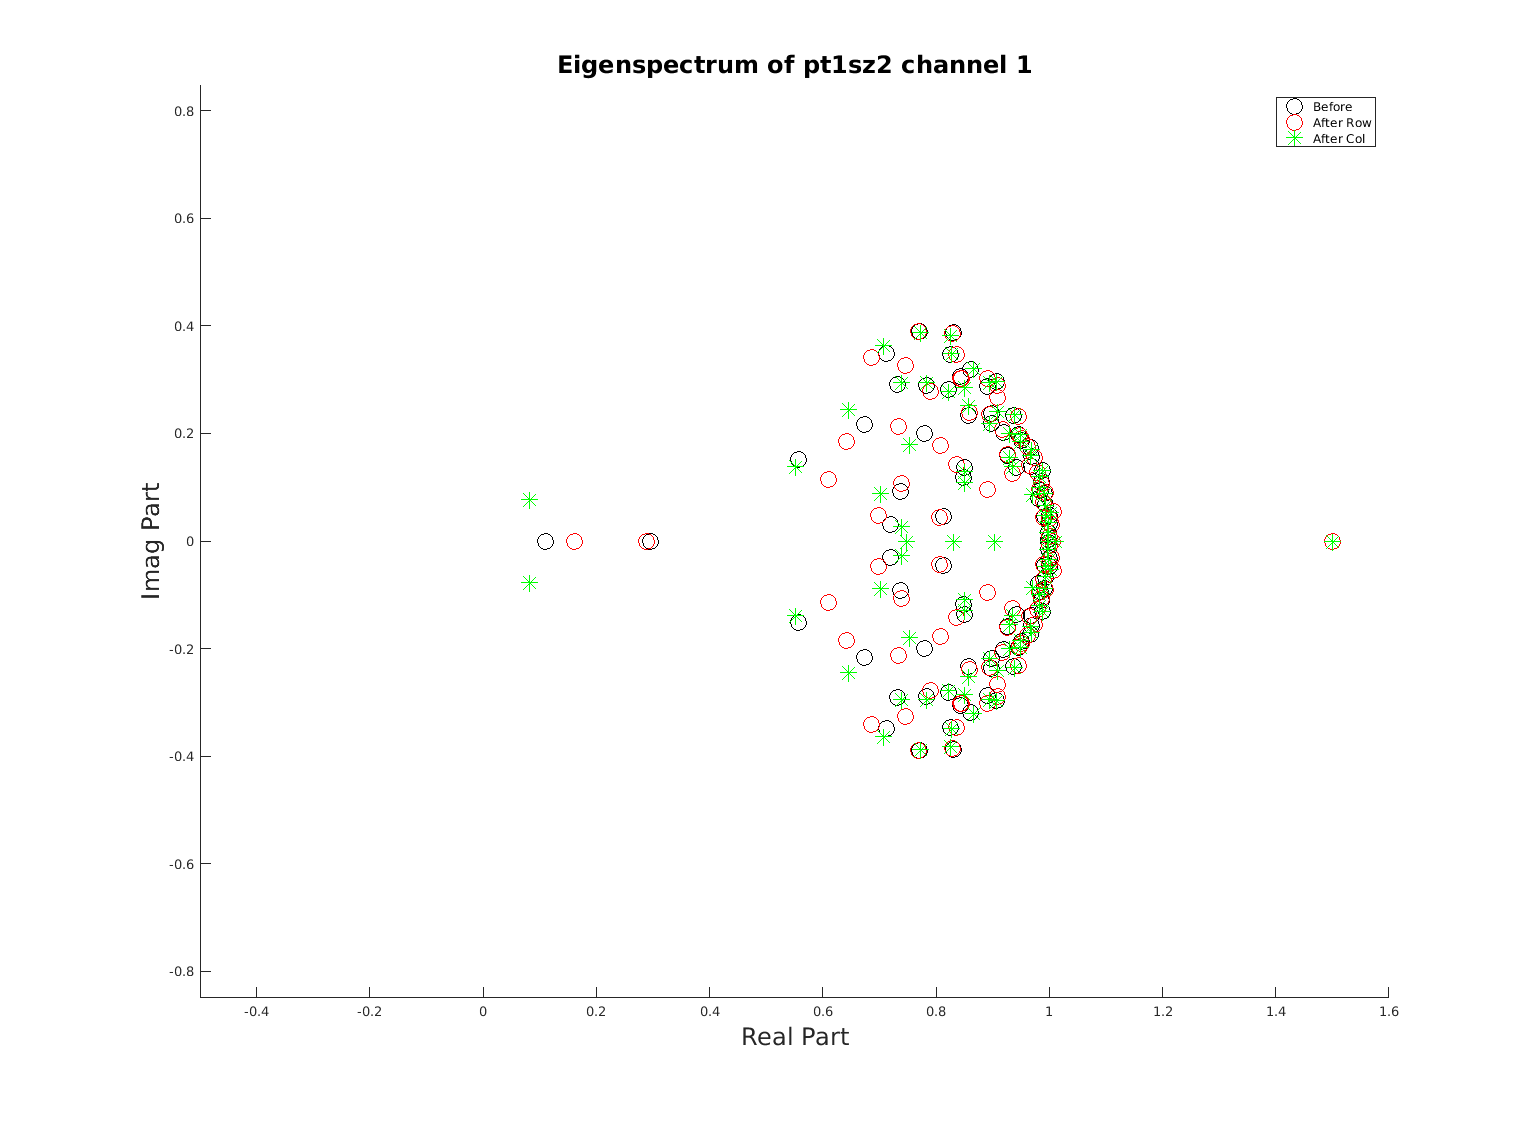 Eigenspectrum of pt1sz2 channel 1
Before
After Row
After Col
0.8
0.6
0.4
0.2
0
-0.2
-0.4
-0.6
-0.8
Imag Part
-0.4 -0.2 0 0.2 0.4 0.6 0.8 1 1.2 1.4 1.6
Real Part